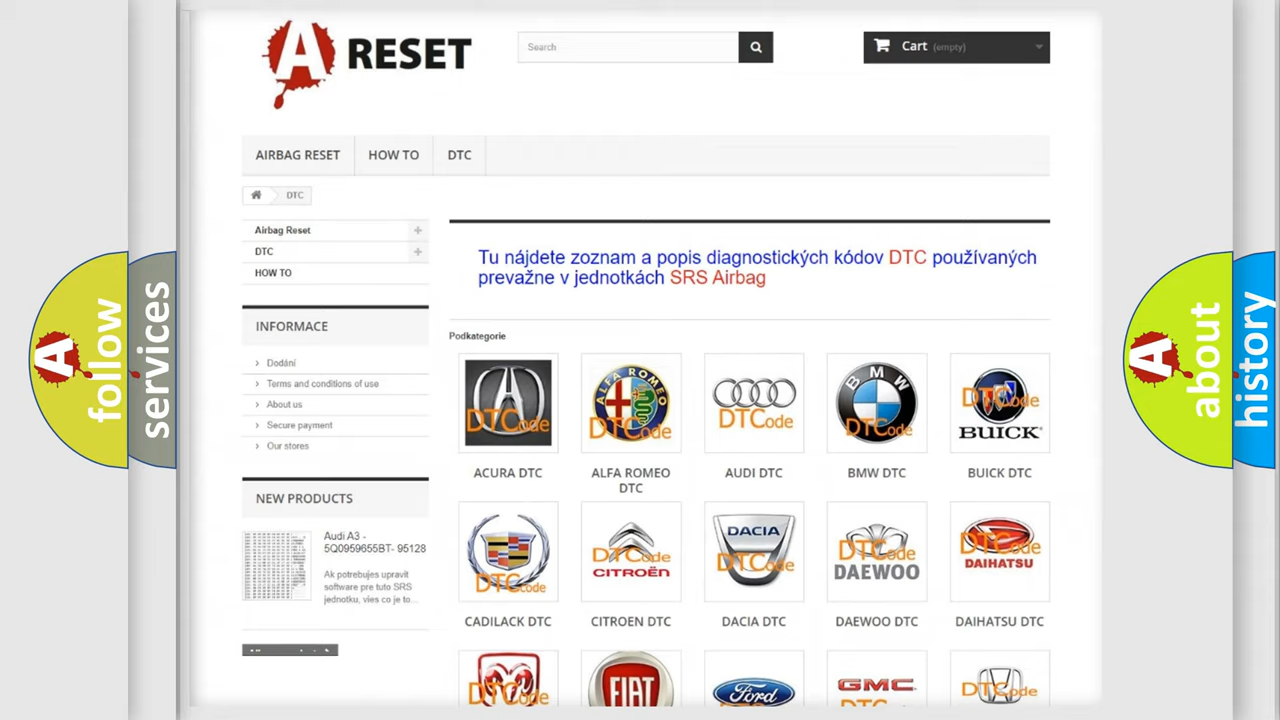 A RESET
Search
Cart (empty)
AIRBAG RESET
HOW TO
DTC
DTC
Airbag Reset
DTC
HOW TO
Tu nájdete zoznam a popis diagnostických kódov DTC používaných
prevažne v jednotkách SRS Airbag
INFORMACE
Dodání
Terms and conditions of use
About us
Secure payment
Our stores
NEW PRODUCTS
Audi A3 -
5Q0959655BT- 95128
Ak potrebujes upravit
software pre tuto SRS
jednotku, vies co je to...
Podkategorie
DTCode
ALFA ROMEO
DTCode
DTCode
BMW
DTCode
DTCode
BUICK
ACURA DTC
ALFA ROMEO
DTC
AUDI DTC
BMW DTC
BUICK DTC
DTCode
DTCode
CITROËN
DACIA
DTCode
DTCode
DAEWOO
DTCode
DAIHATSU
CADILACK DTC
CITROEN DTC
DACIA DTC
DAEWOO DTC
DAIHATSU DTC
DTCode
FIAT
Ford
GMC
DTCode
A follow
services
A about
history